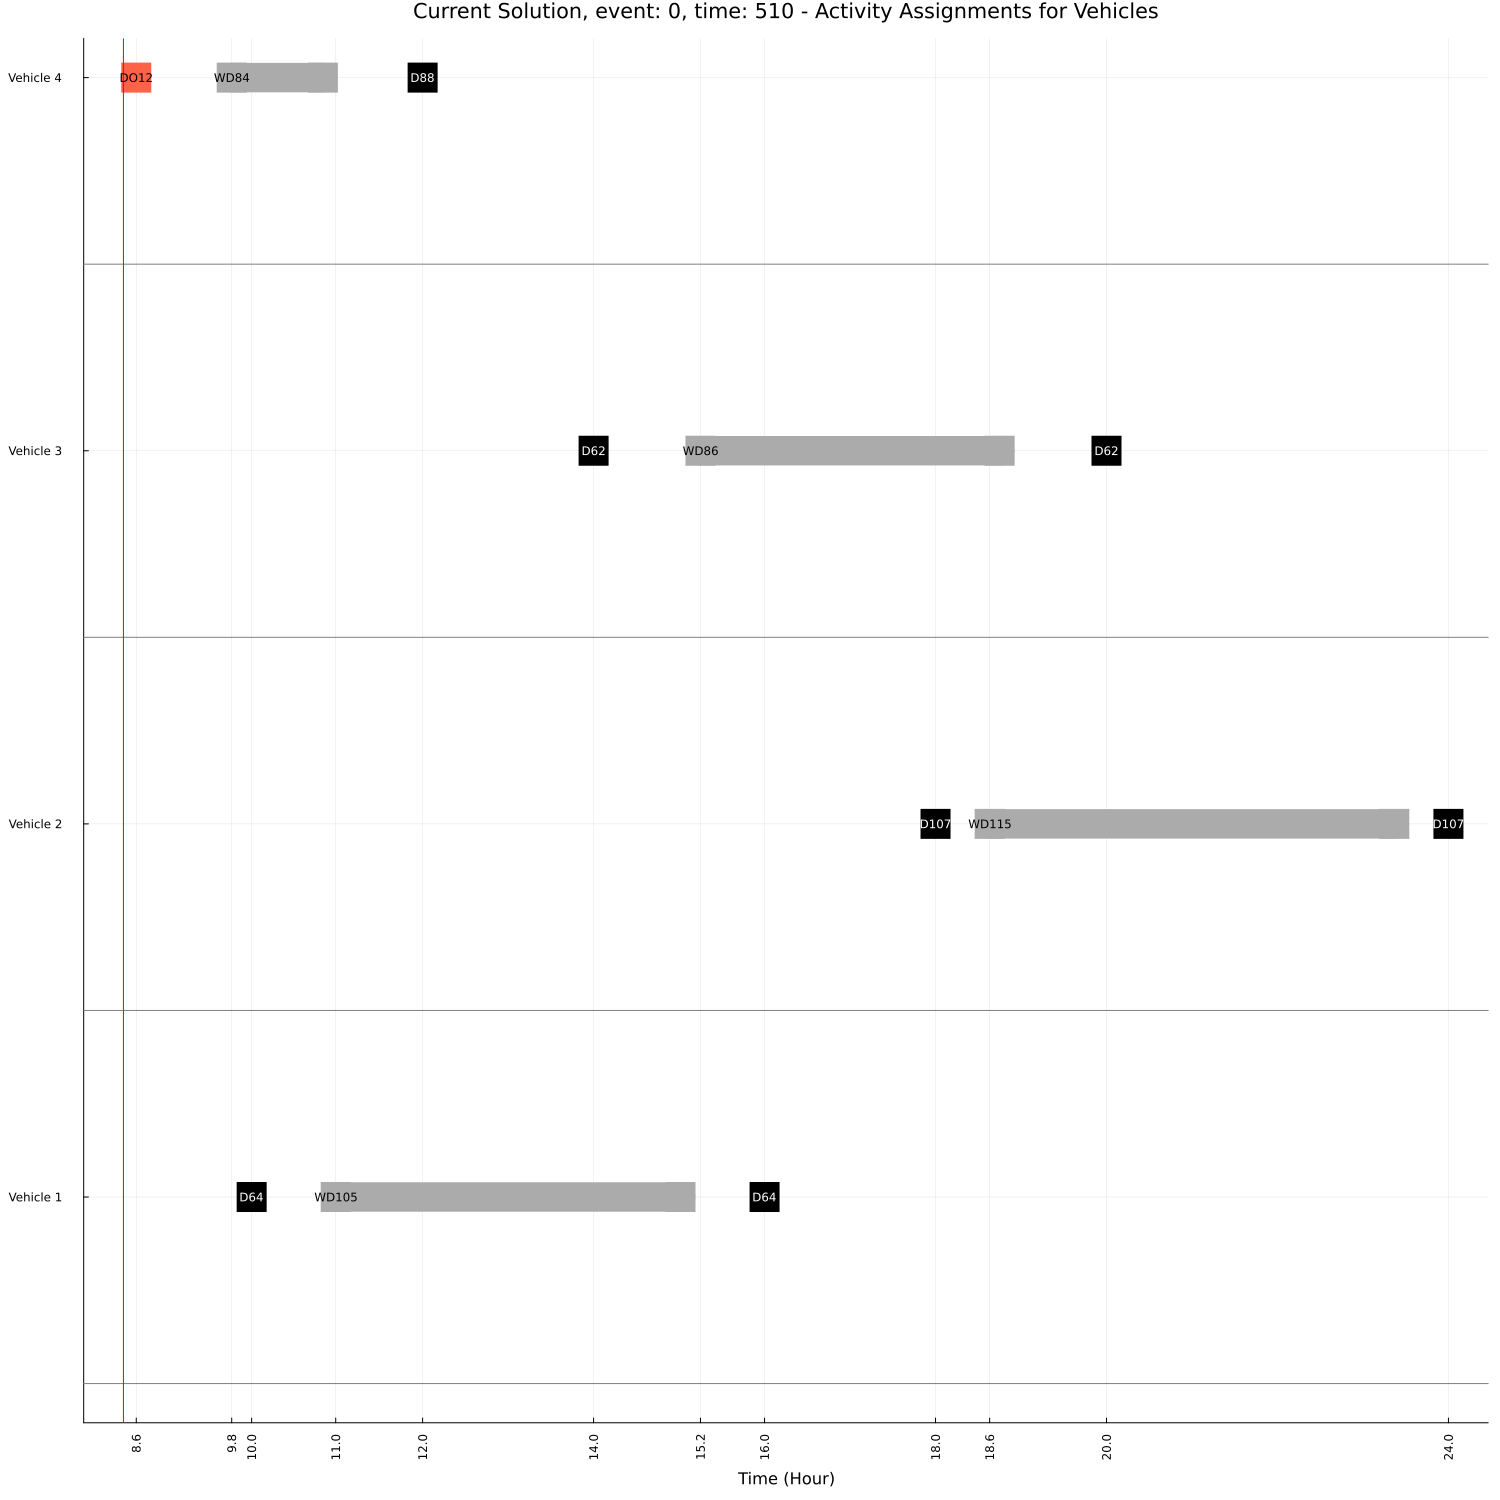 Current Solution, event: 0, time: 510 - Activity Assignments for Vehicles
Vehicle 4
DO12
WD84
D88
Vehicle 3
D62
WD86
D62
Vehicle 2
D107
WD115
D107
Vehicle 1
D64
WD105
D64
8.6
9.8
10.0
11.0
12.0
14.0
15.2
16.0
18.0
18.6
20.0
24.0
Time (Hour)